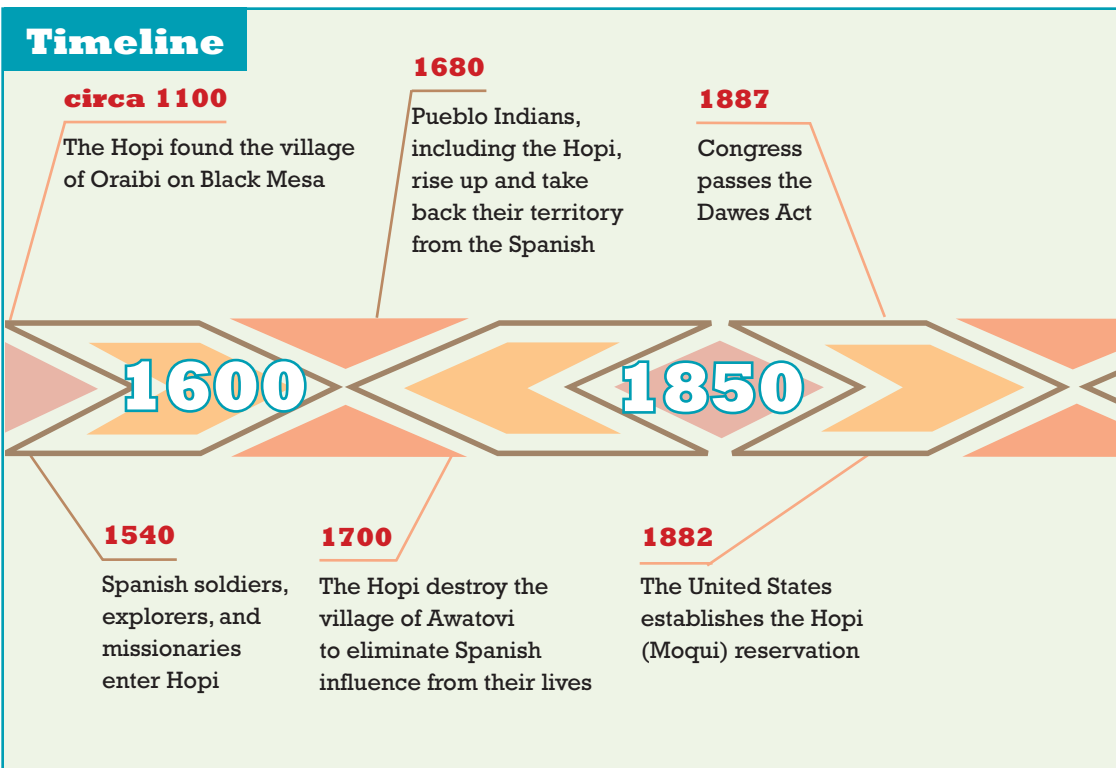 Timeline
circa 1100
The Hopi found the village
of Oraibi on Black Mesa
1680
Pueblo Indians,
including the Hopi,
rise up and take
back their territory
from the Spanish
1887
Congress
passes the
Dawes Act
1600
1850
1540
Spanish soldiers,
explorers, and
missionaries
enter Hopi
1700
The Hopi destroy the
village of Awatovi
to eliminate Spanish
influence from their lives
1882
The United States
establishes the Hopi
(Moqui) reservation